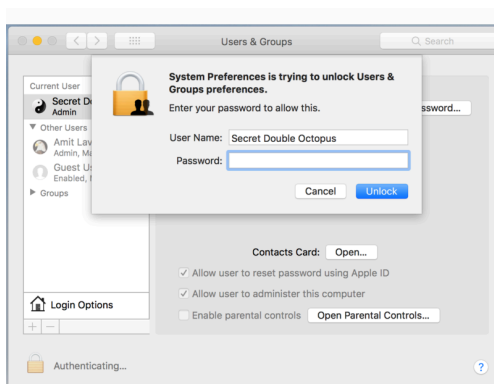 Users & Groups
Search
System Preferences is trying to unlock Users &
Groups preferences.
Enter your password to allow this.
User Name: Secret Double Octopus
Password:
Cancel Unlock
Current User
Secret
Admin
Other Users
Amit
Admin,
Guest
Enabled,
Groups
Contacts Card: Open...
Allow user to reset password using Apple ID
Allow user to administer this computer
Enable parental controls Open Parental Controls...
Login Options
+ −
Authenticating...
?